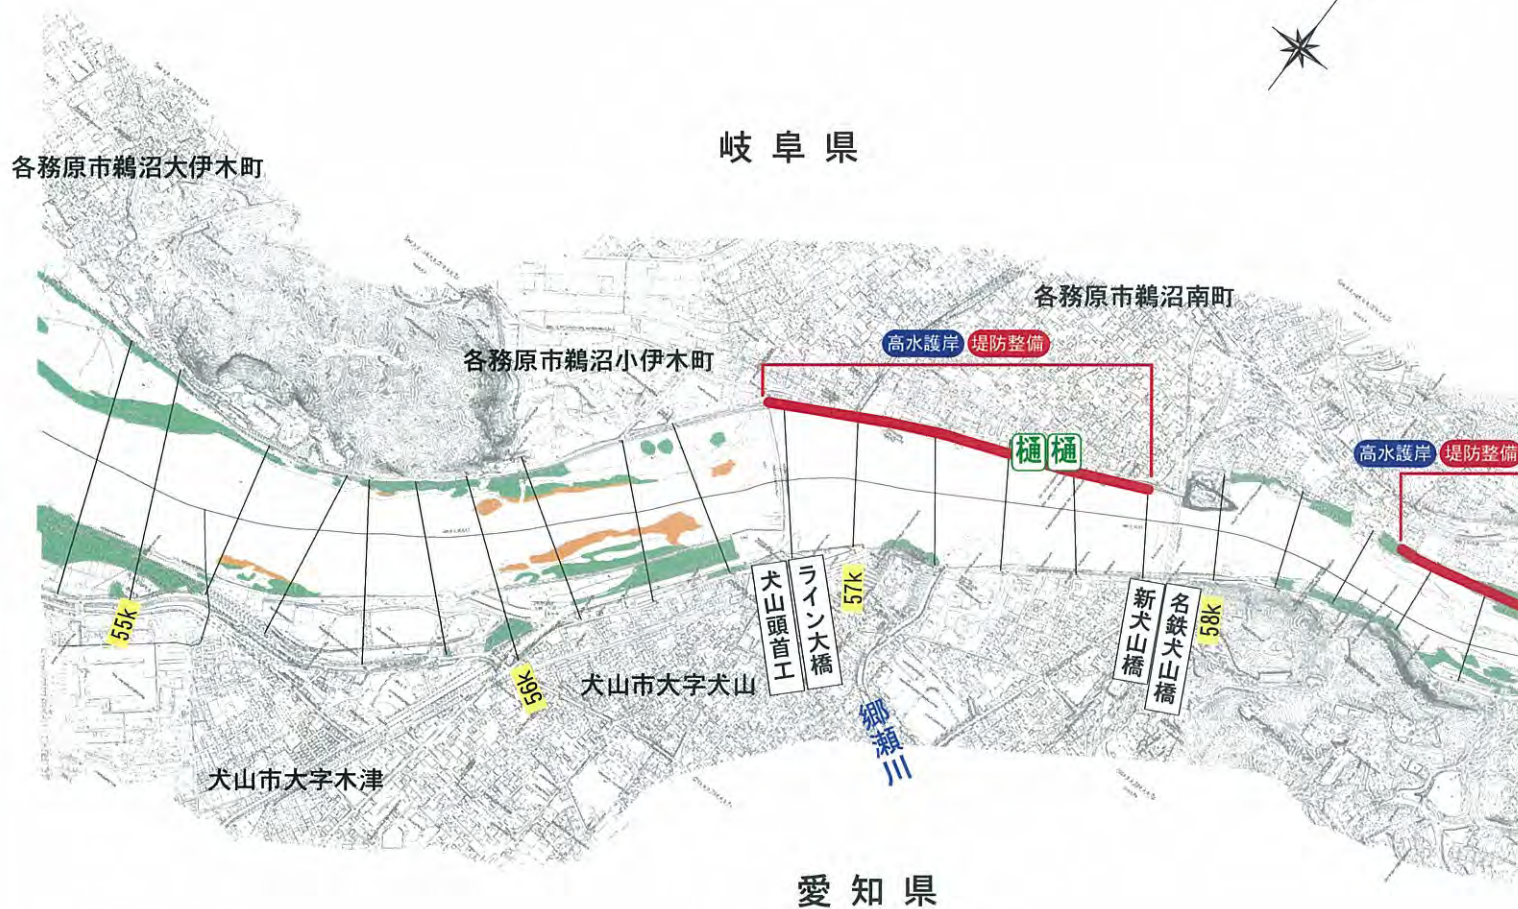 岐阜県
各務原市鵜沼大伊木町
各務原市鵜沼南町
高水護岸 堤防整備
各務原市鵜沼小伊木町
樋 樋
高水護岸 堤防整備
55k
56k
犬山頭首工
ライン大橋
57k
新犬山橋
名鉄犬山橋
58k
犬山市大字犬山
郷瀬川
犬山市大字木津
愛知県